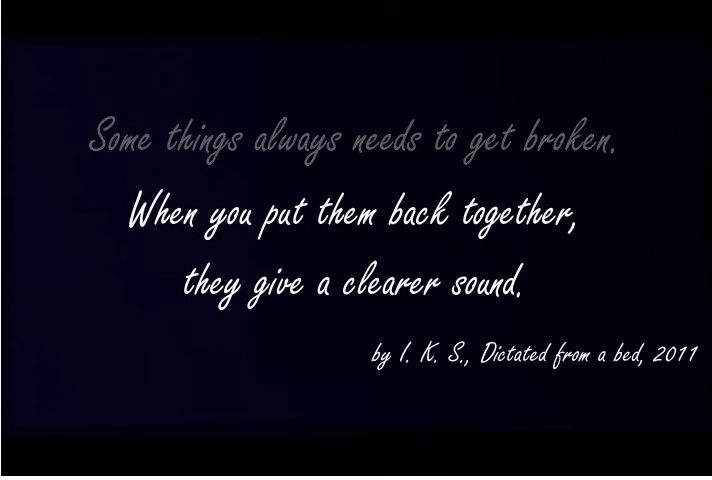 Some things always needs to get broken.
When you put them back together,
they give a clearer sound.
by I. K. S., Dictated from a bed, 2011